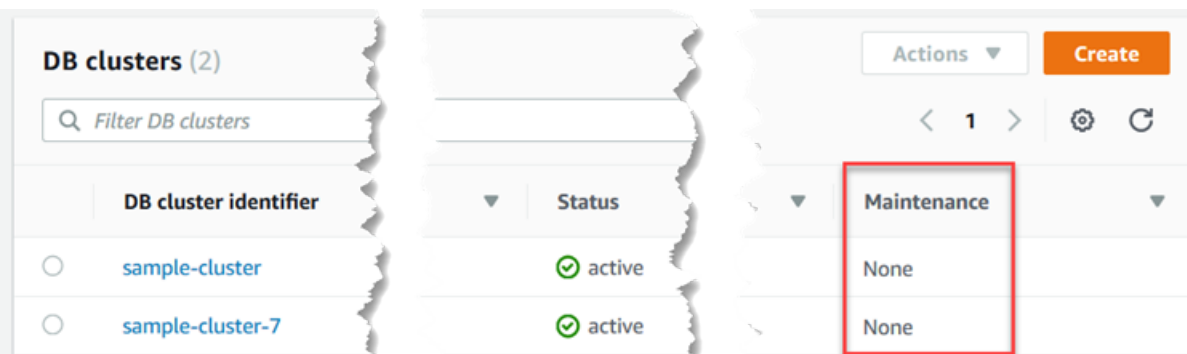 DB clusters (2)
Actions
Create
Filter DB clusters
1
DB cluster identifier Status Maintenance
sample-cluster active None
sample-cluster-7 active None